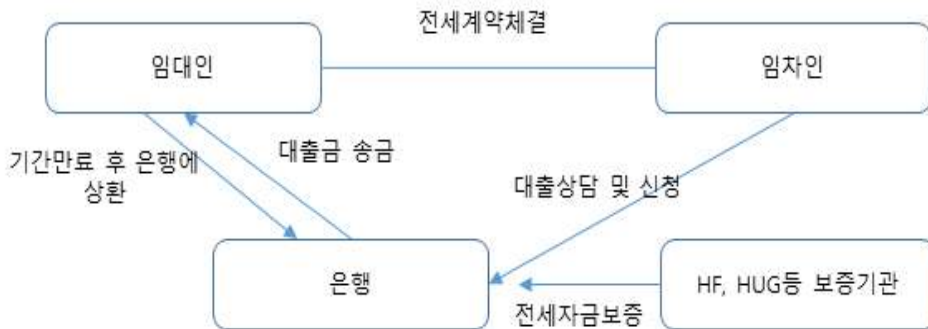 전세계약체결
임대인
임차인
기간만료 후 은행에
상환
대출금 송금
대출상담 및 신청
은행
HF, HUG등 보증기관
전세자금보증